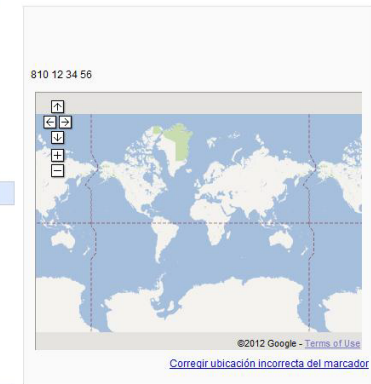 810 12 34 56
©2012 Google - Terms of Use
Corregir ubicación incorrecta del marcador